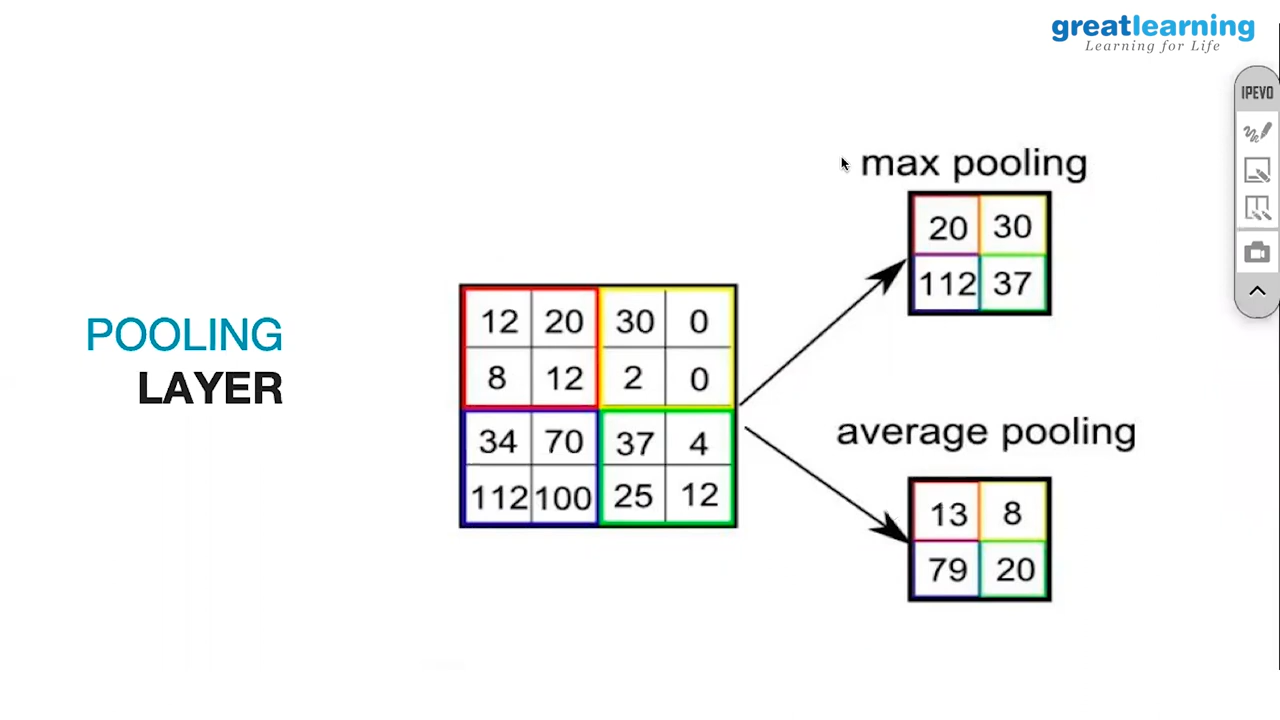 greatlearning
Learning for Life
IPEVO
max pooling
20 30
112 37
POOLING
LAYER
12 20 30 0
8 12 2 0
34 70 37 4
112 100 25 12
average pooling
13 8
79 20